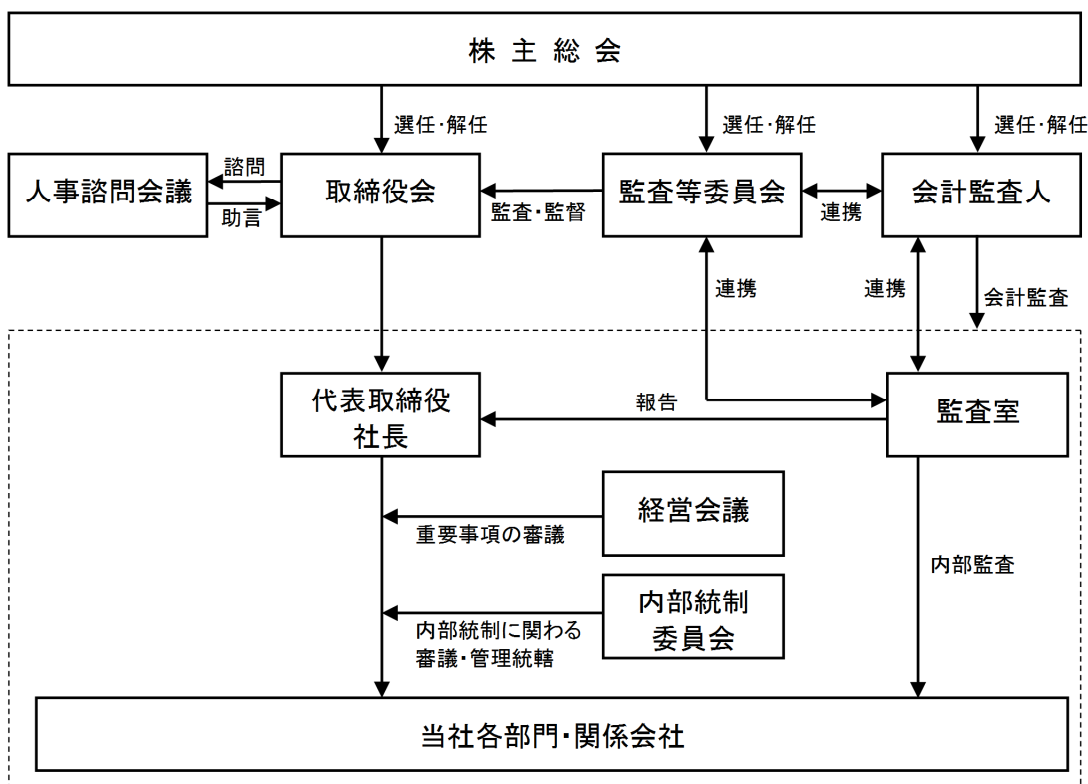 株主総会
選任・解任
選任・解任
選任・解任
人事諮問会議
諮問
助言
取締役会
監査・監督
監査等委員会
連携
会計監査人
連携
連携
会計監査
代表取締役
社長
報告
監査室
経営会議
重要事項の審議
内部監査
内部統制
委員会
内部統制に関わる
審議・管理統轄
当社各部門・関係会社